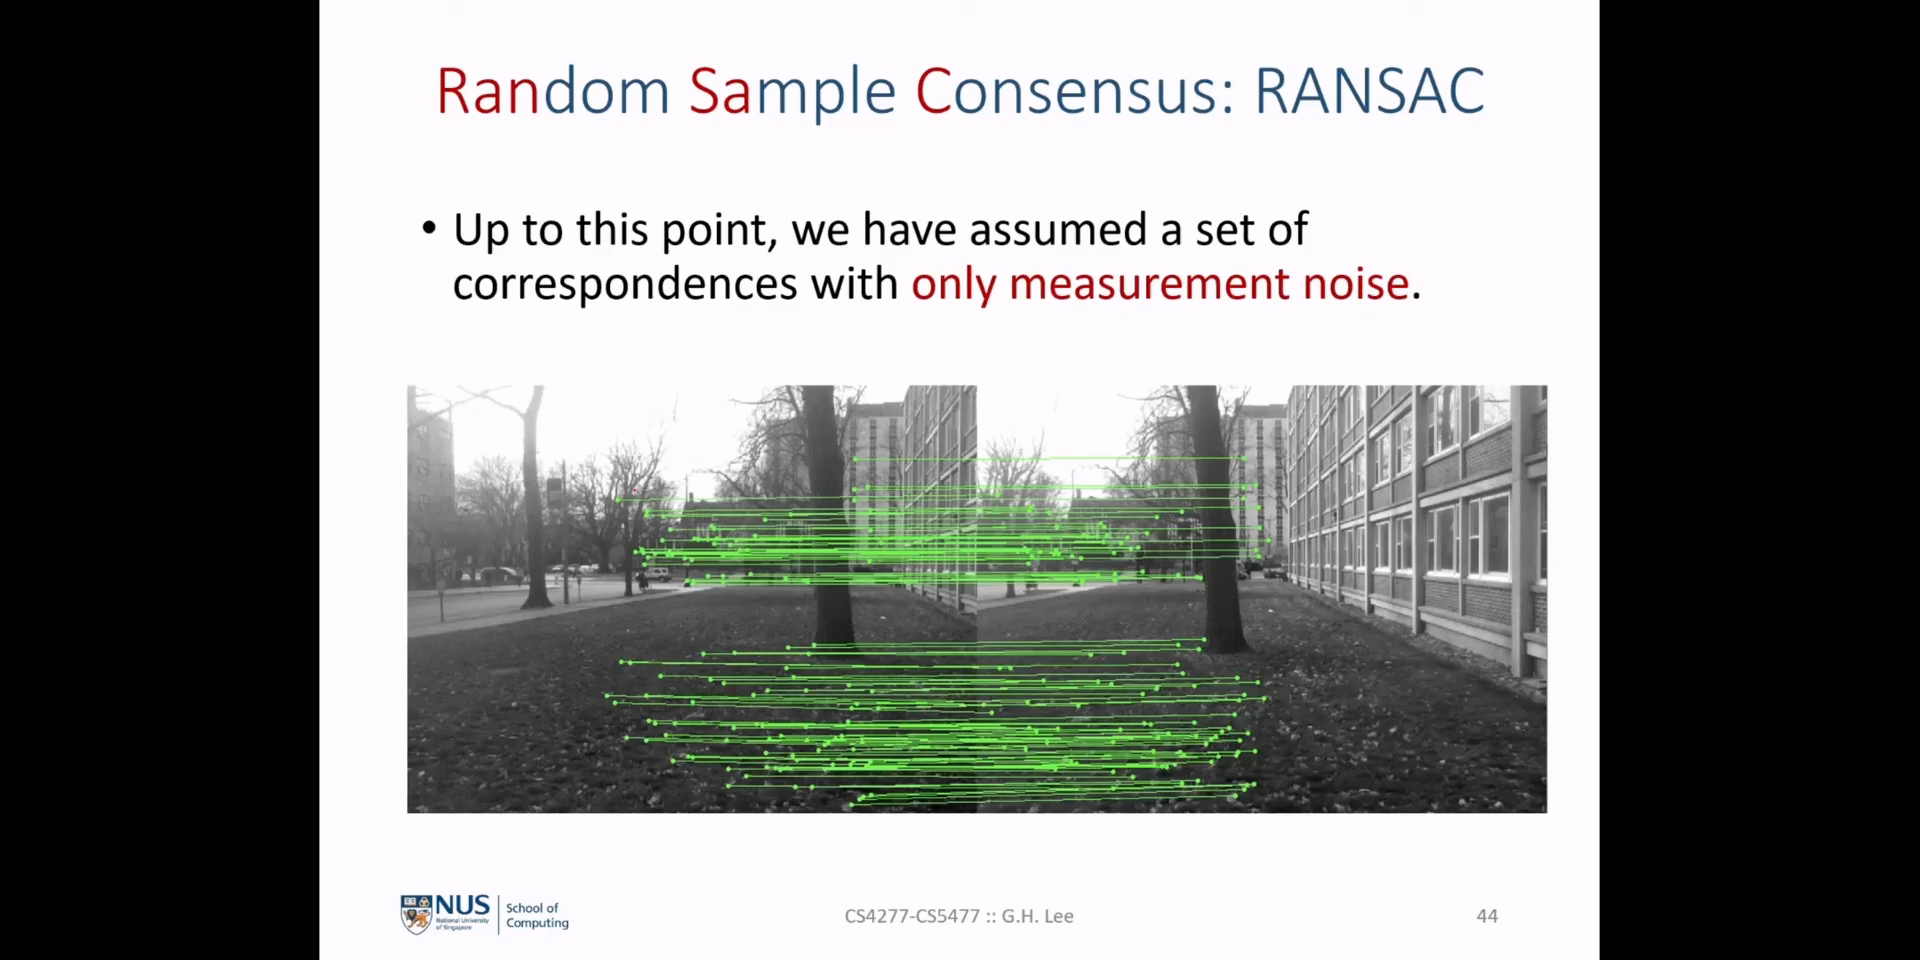 Random Sample Consensus: RANSAC
• Up to this point, we have assumed a set of
correspondences with only measurement noise.
NUS
National University
of Singapore
School of
Computing
CS4277-CS5477 :: G.H. Lee
44